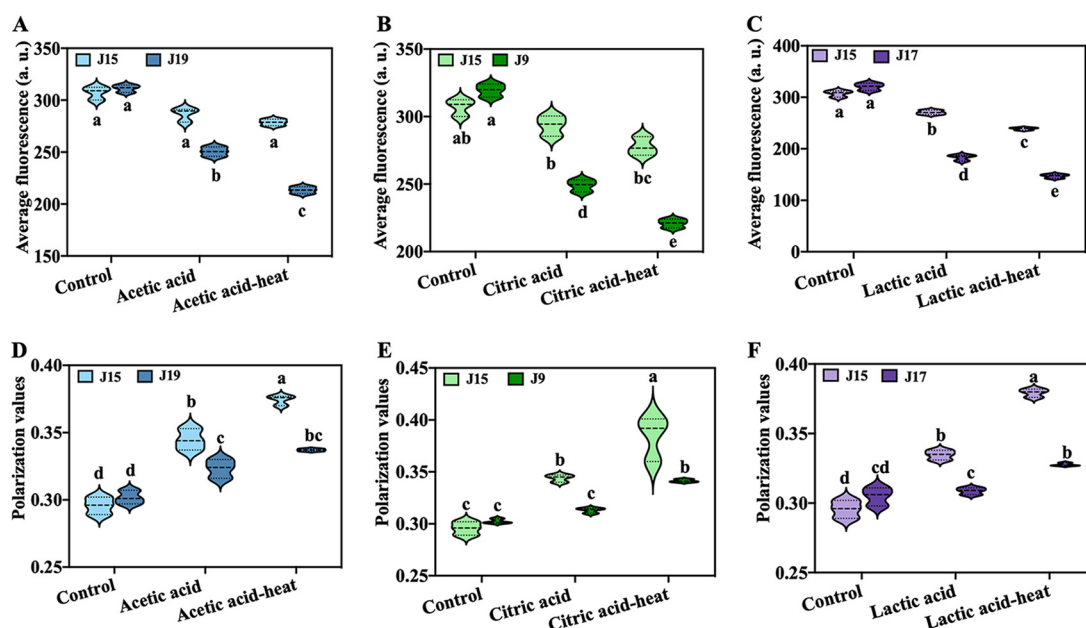 A
J15 J19
Average fluorescence (a. u.)
350
300
250
200
150
a a
a
b
a
c
Control
Acetic acid
Acetic acid-heat
B
J15 J9
Average fluorescence (a. u.)
350
300
250
200
ab a
b
d
bc
e
Control
Citric acid
Citric acid-heat
C
J15 J17
Average fluorescence (a. u.)
400
300
200
100
0
a a
b
d
c
e
Control
Lactic acid
Lactic acid-heat
D
J15 J19
Polarization values
0.40
0.35
0.30
0.25
d d
b
c
a
bc
Control
Acetic acid
Acetic acid-heat
E
J15 J9
Polarization values
0.45
0.40
0.35
0.30
0.25
c c
b
c
a
b
Control
Citric acid
Citric acid-heat
F
J15 J17
Polarization values
0.40
0.35
0.30
0.25
d cd
b
c
a
b
Control
Lactic acid
Lactic acid-heat